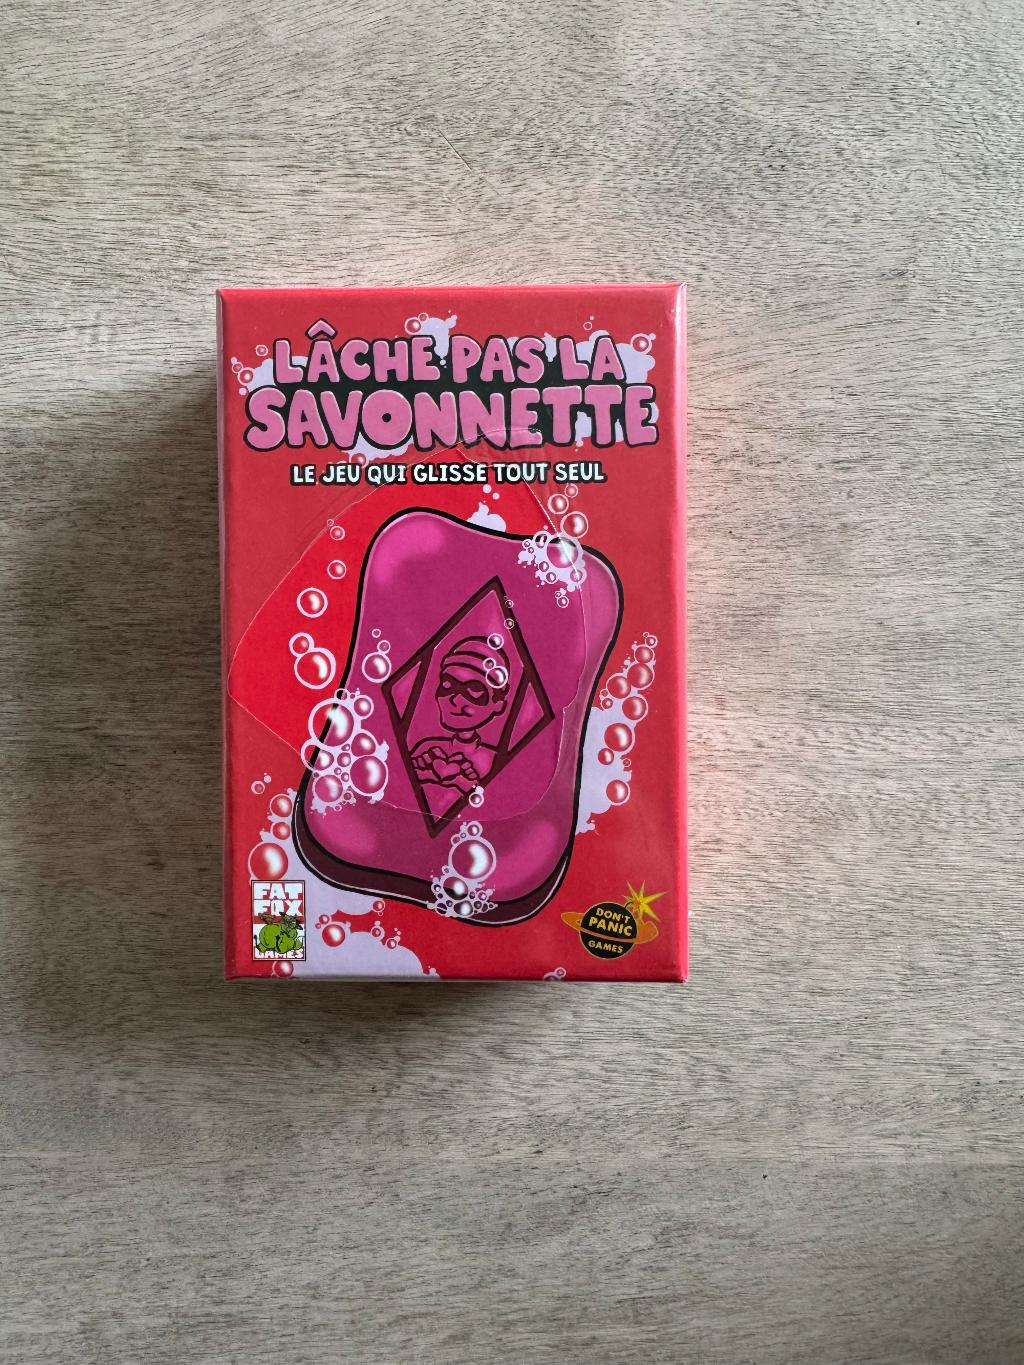 LÂCHE PAS LA
SAVONNETTE
LE JEU QUI GLISSE TOUT SEUL
FAT
FOX
GAMES
DON'T
PANIC
GAMES